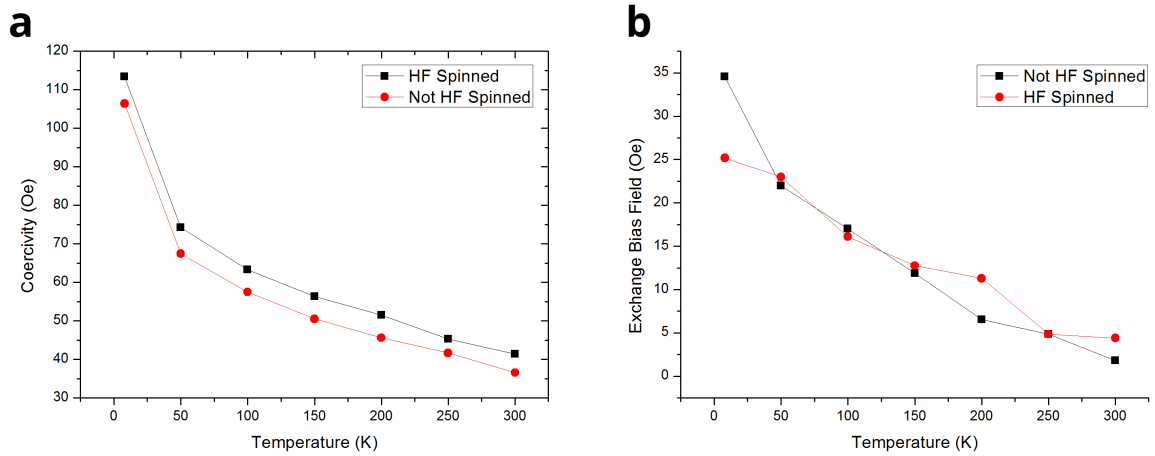 a
120
110
100
90
80
70
60
50
40
30
0 50 100 150 200 250 300
Coercivity (Oe)
Temperature (K)
HF Spinned
Not HF Spinned
b
35
30
25
20
15
10
5
0
0 50 100 150 200 250 300
Exchange Bias Field (Oe)
Temperature (K)
Not HF Spinned
HF Spinned